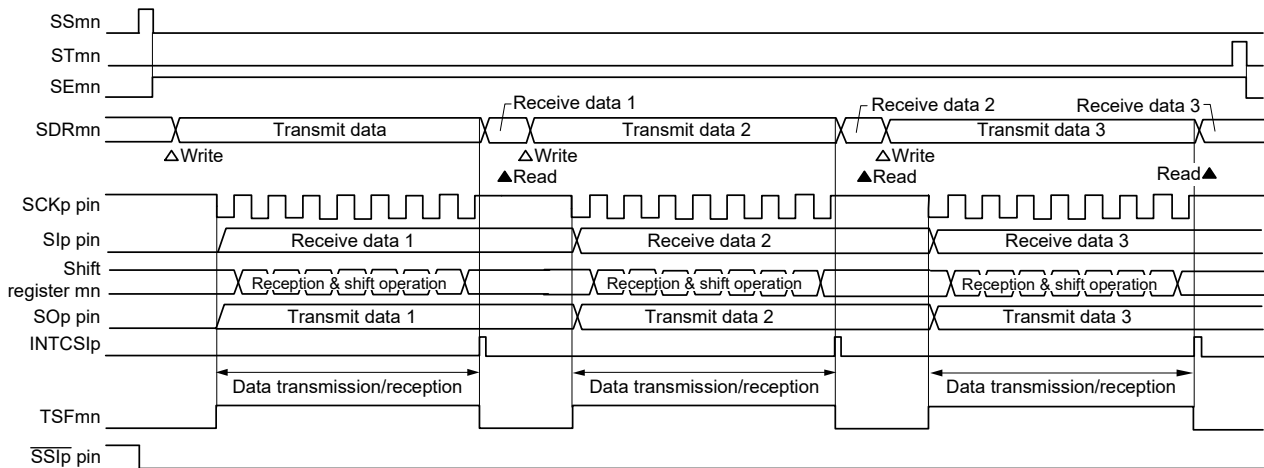 SSmn
STmn
SEmn
Receive data 1
Receive data 2
Receive data 3
SDRmn
Transmit data
Transmit data 2
Transmit data 3
△Write
△Write
△Write
▲Read
▲Read
Read▲
SCKp pin
SIp pin
Receive data 1
Receive data 2
Receive data 3
Shift
register mn
Reception & shift operation
Reception & shift operation
Reception & shift operation
SOp pin
Transmit data 1
Transmit data 2
Transmit data 3
INTCSIp
Data transmission/reception
Data transmission/reception
Data transmission/reception
TSFmn
SSIp pin